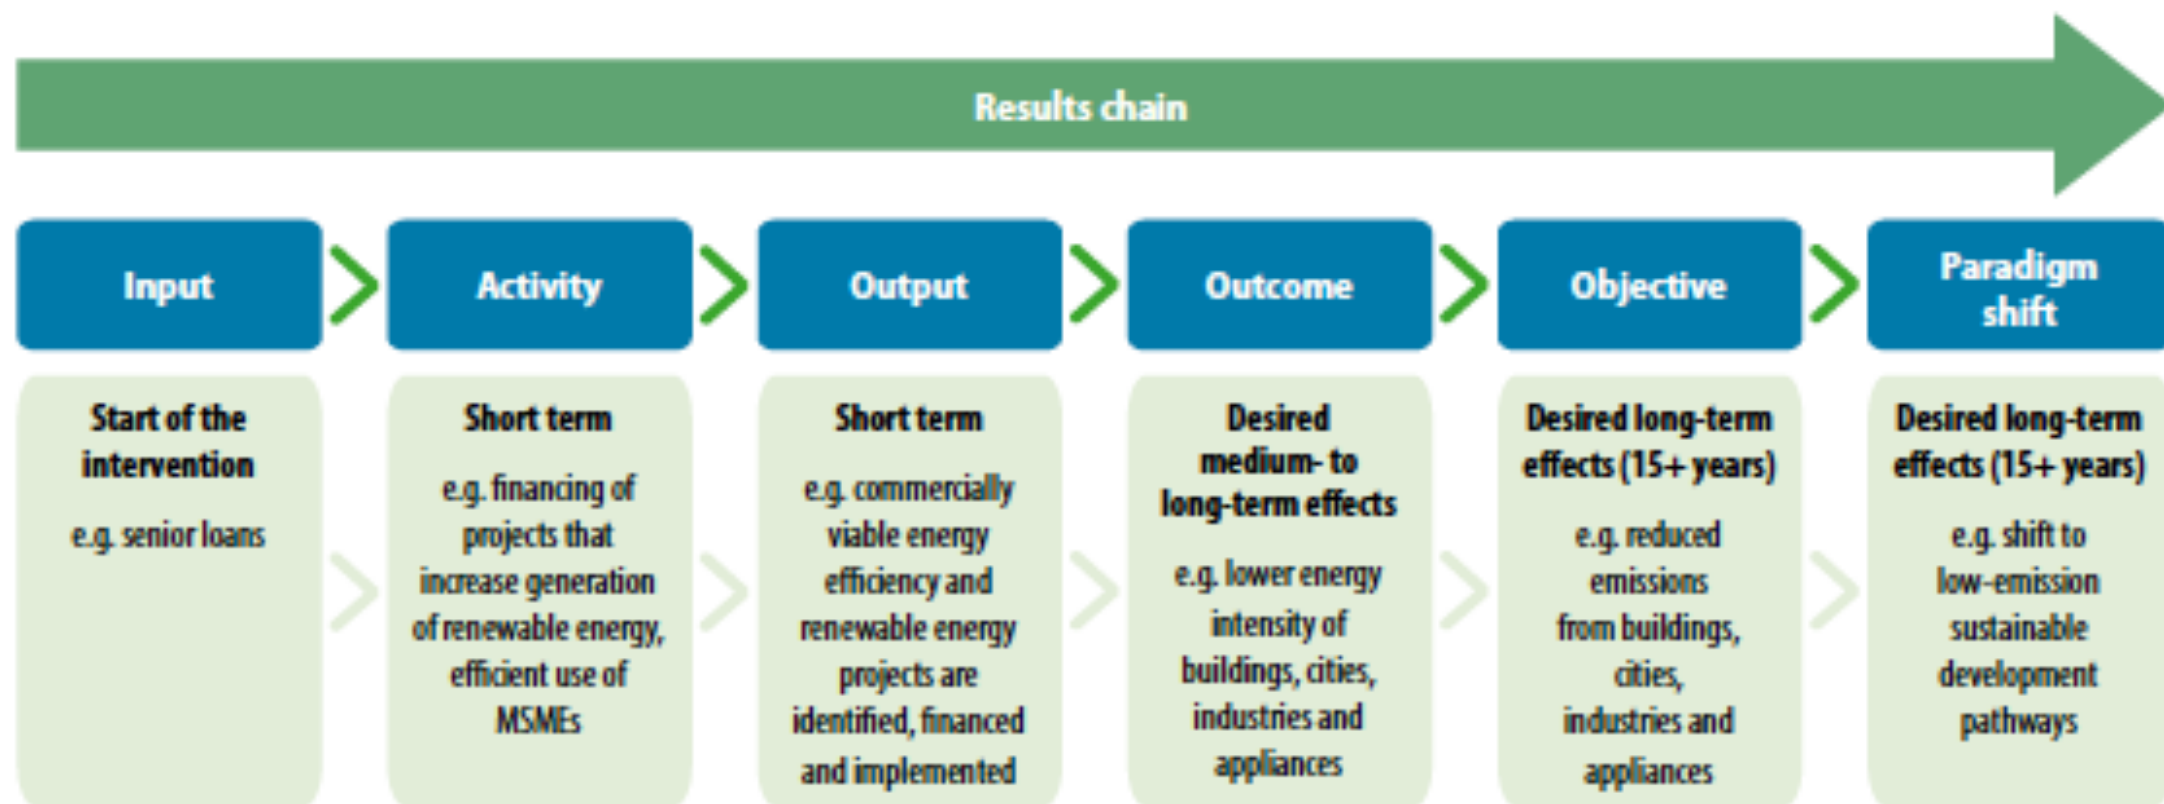 Results chain
Input
Activity
Output
Outcome
Objective
Paradigm
shift
Start of the
intervention
e.g. senior loans
Short term
e.g. financing of
projects that
increase generation
of renewable energy,
efficient use of
MSMEs
Short term
e.g. commercially
viable energy
efficiency and
renewable energy
projects are
identified, financed
and implemented
Desired
medium- to
long-term effects
e.g. lower energy
intensity of
buildings, cities,
industries and
appliances
Desired long-term
effects (15+ years)
e.g. reduced
emissions
from buildings,
cities,
industries and
appliances
Desired long-term
effects (15+ years)
e.g. shift to
low-emission
sustainable
development
pathways